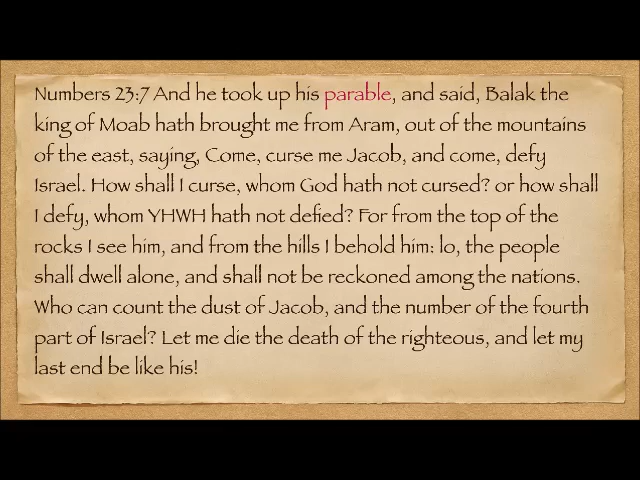 Numbers 23:7 And he took up his parable, and said, Balak the
king of Moab hath brought me from Aram, out of the mountains
of the east, saying, Come, curse me Jacob, and come, defy
Israel. How shall I curse, whom God hath not cursed? or how shall
I defy, whom YHWH hath not defied? For from the top of the
rocks I see him, and from the hills I behold him: lo, the people
shall dwell alone, and shall not be reckoned among the nations.
Who can count the dust of Jacob, and the number of the fourth
part of Israel? Let me die the death of the righteous, and let my
last end be like his!